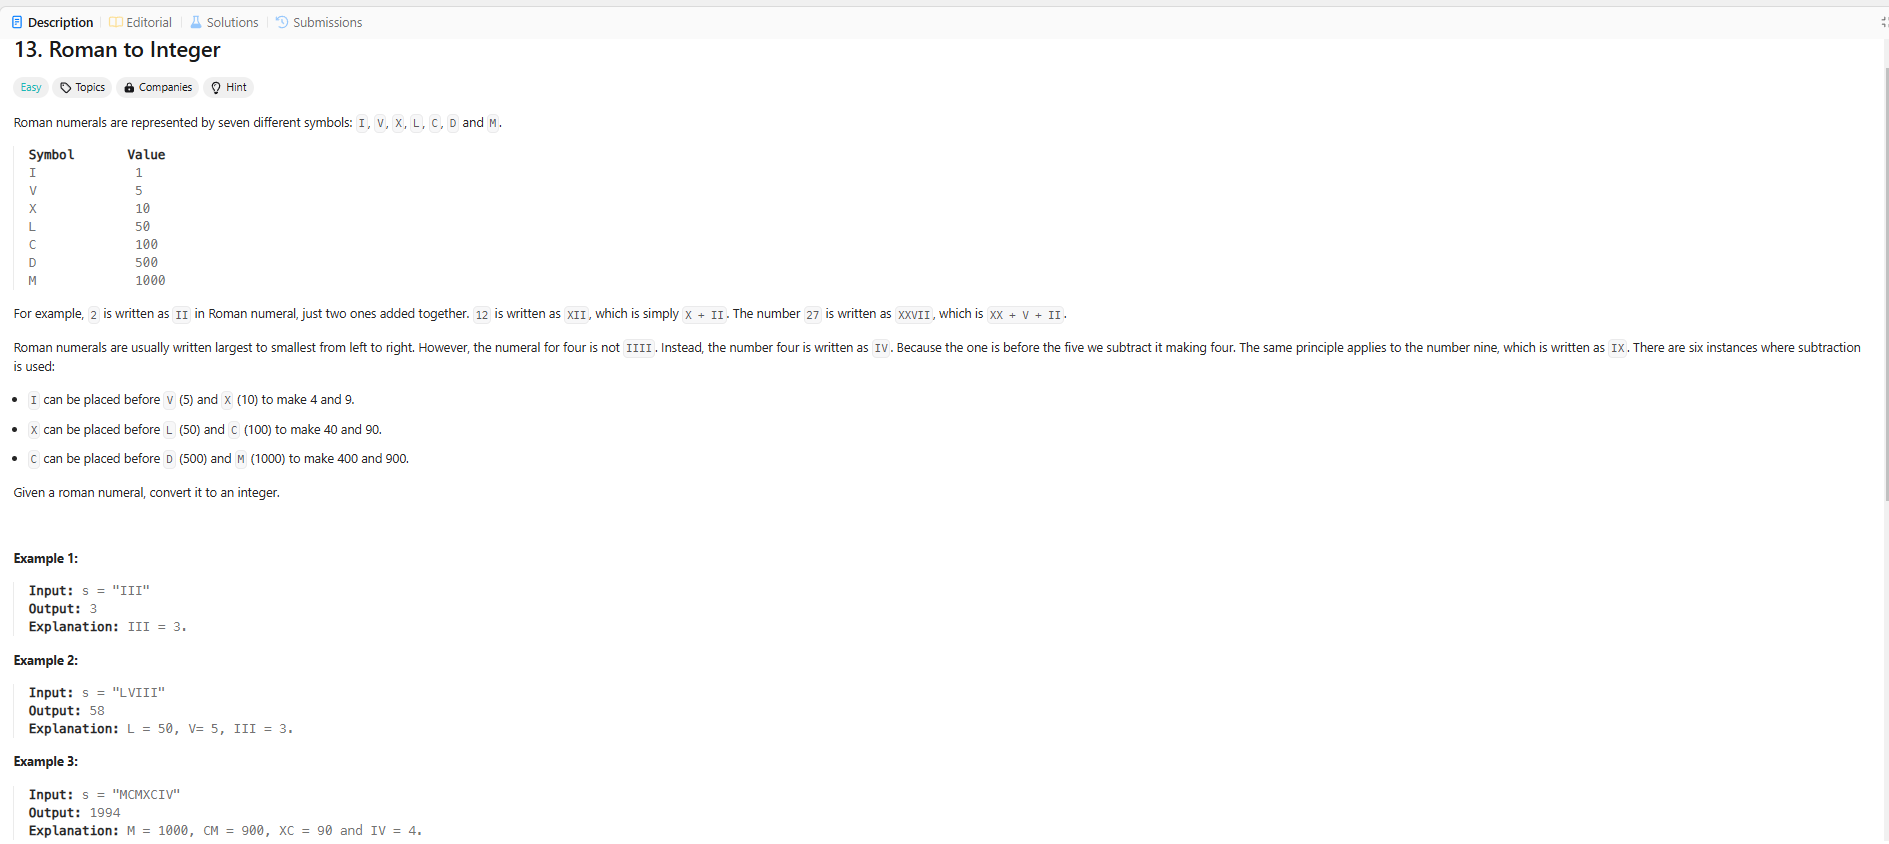 Description Editorial Solutions Submissions
13. Roman to Integer
Easy Topics Companies Hint
Roman numerals are represented by seven different symbols: I, V, X, L, C, D and M.
Symbol Value
I 1
V 5
X 10
L 50
C 100
D 500
M 1000
For example, 2 is written as II in Roman numeral, just two ones added together. 12 is written as XII, which is simply X + II. The number 27 is written as XXVII, which is XX + V + II.
Roman numerals are usually written largest to smallest from left to right. However, the numeral for four is not IIII. Instead, the number four is written as IV. Because the one is before the five we subtract it making four. The same principle applies to the number nine, which is written as IX. There are six instances where subtraction
is used:
• I can be placed before V (5) and X (10) to make 4 and 9.
• X can be placed before L (50) and C (100) to make 40 and 90.
• C can be placed before D (500) and M (1000) to make 400 and 900.
Given a roman numeral, convert it to an integer.
Example 1:
Input: s = "III"
Output: 3
Explanation: III = 3.
Example 2:
Input: s = "LVIII"
Output: 58
Explanation: L = 50, V= 5, III = 3.
Example 3:
Input: s = "MCMXCIV"
Output: 1994
Explanation: M = 1000, CM = 900, XC = 90 and IV = 4.